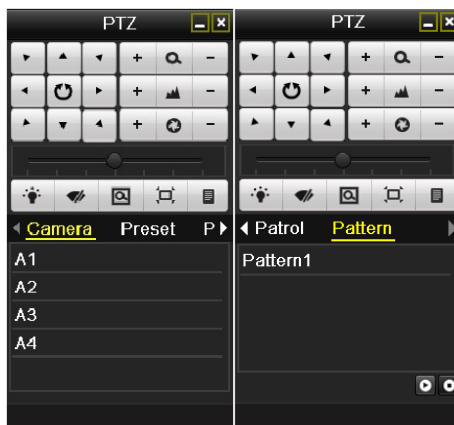 PTZ
Camera Preset P
A1
A2
A3
A4
PTZ
Patrol Pattern
Pattern1